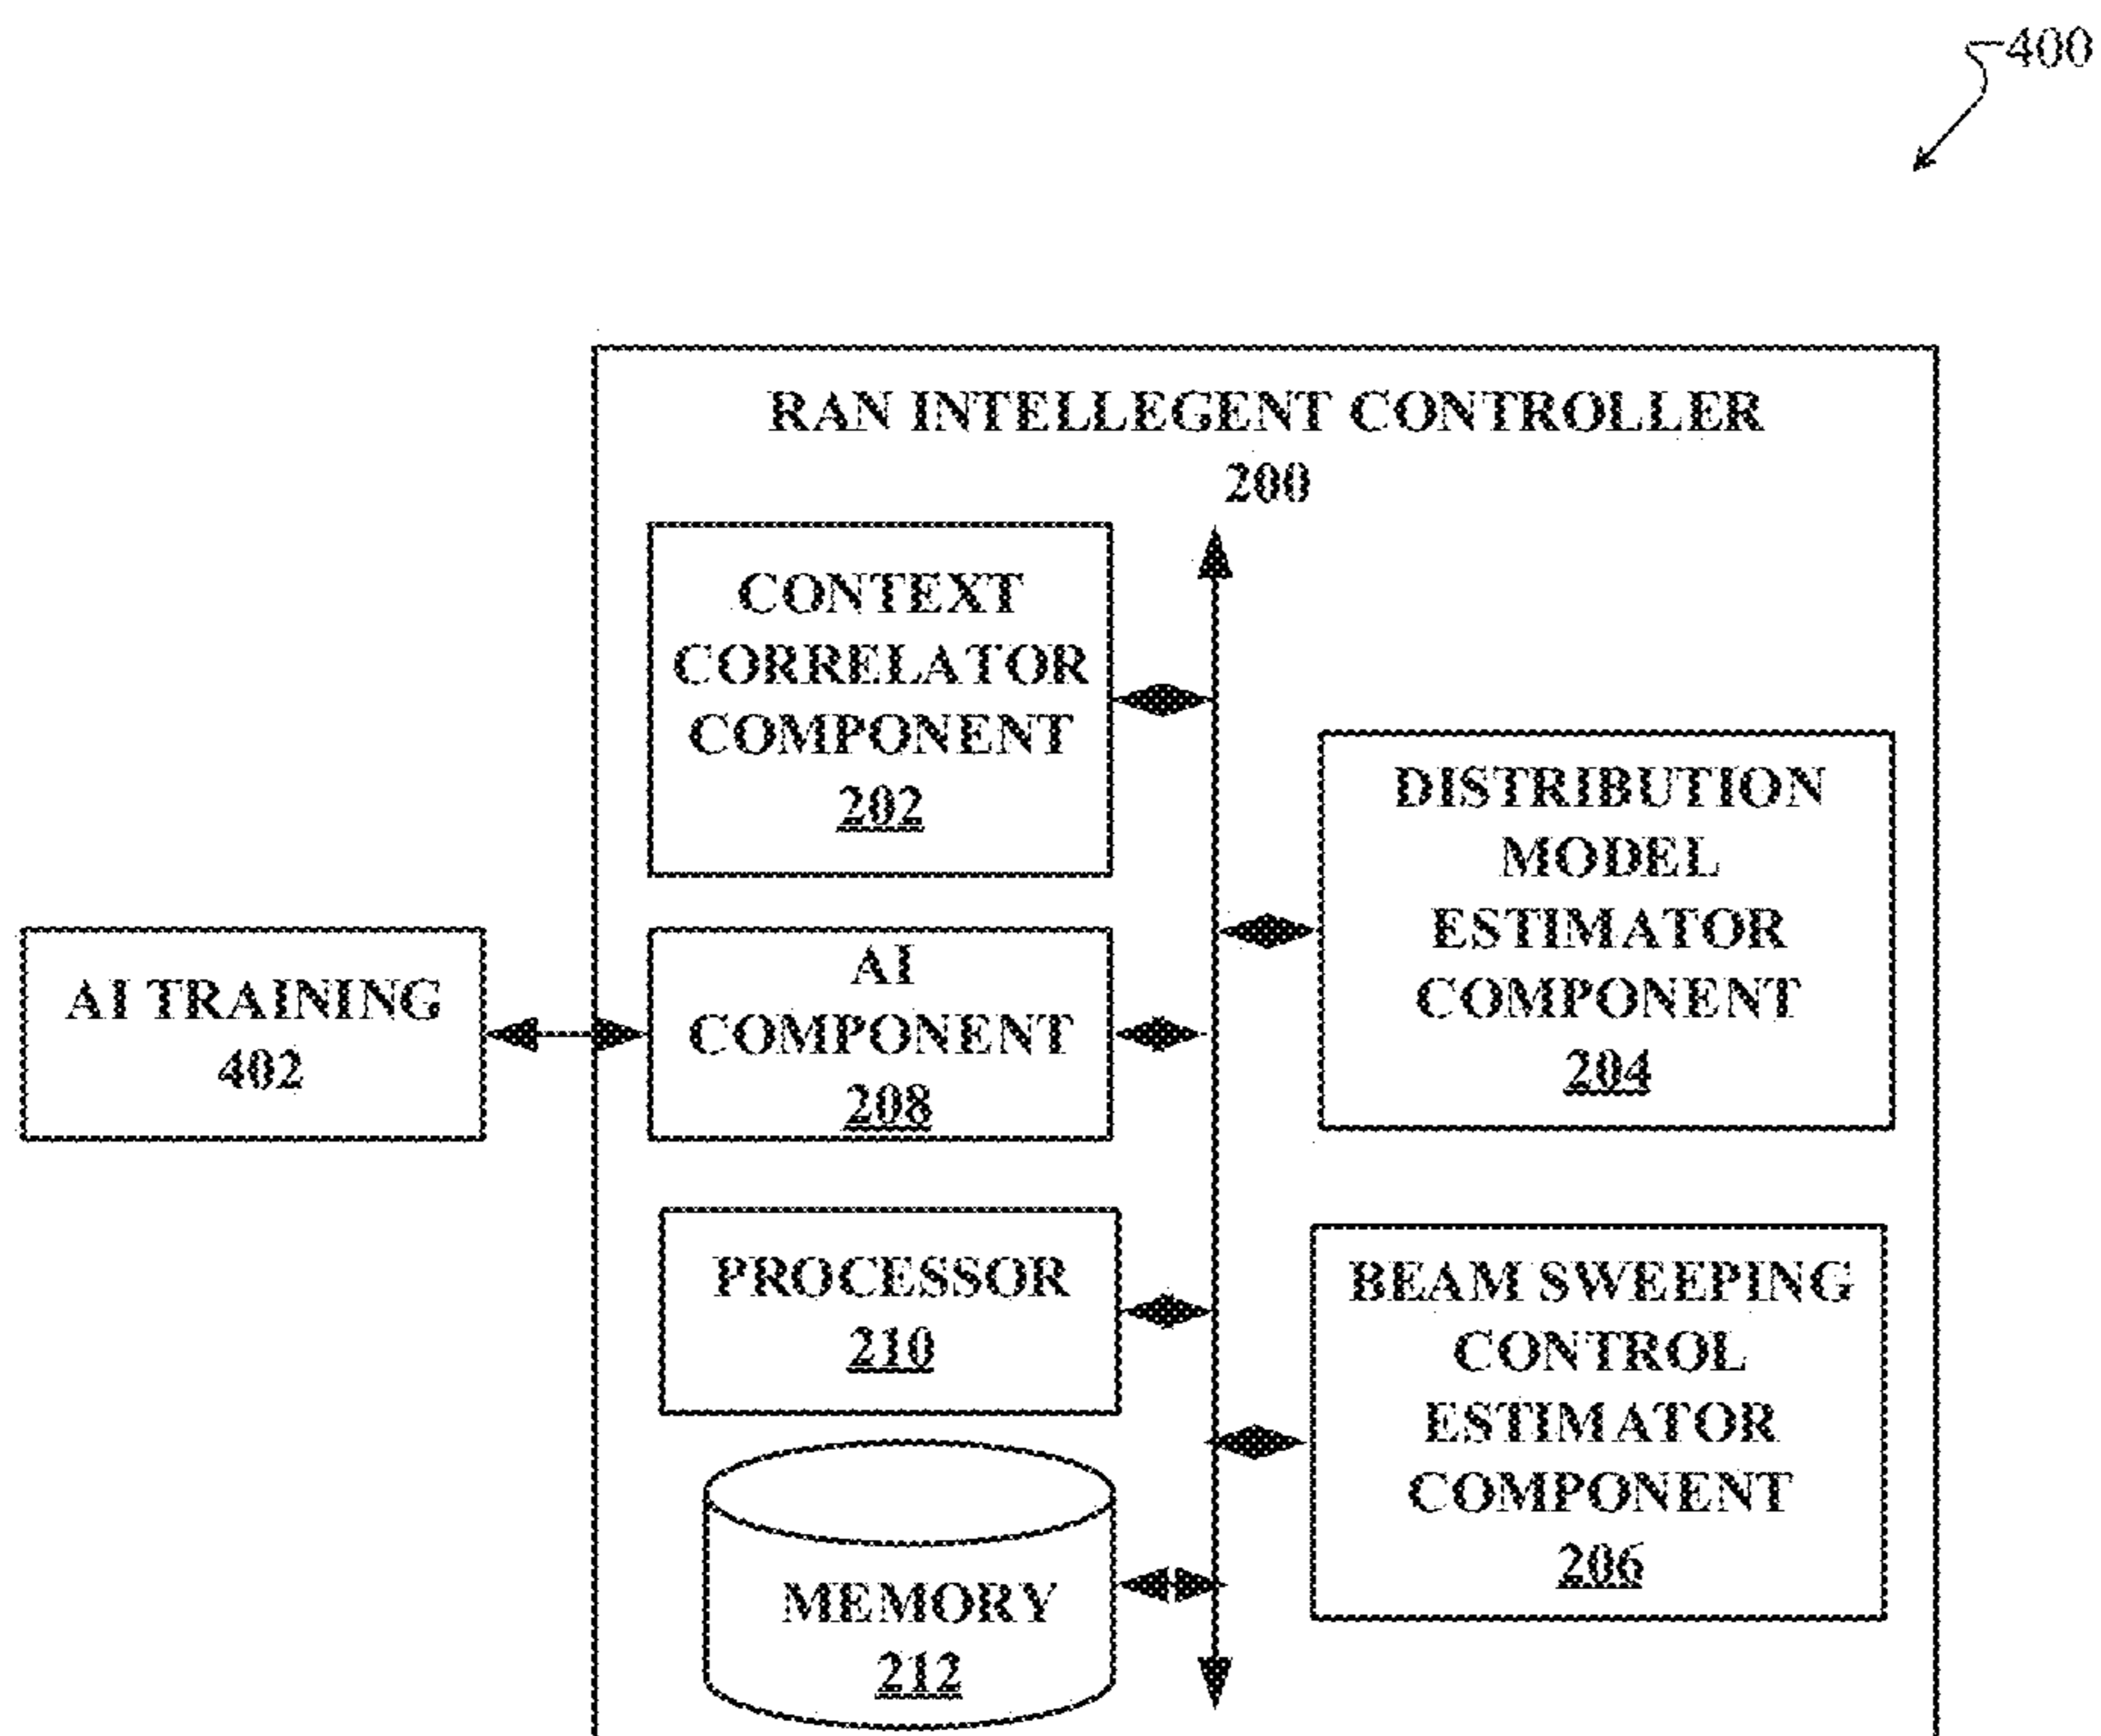 400
RAN INTELLEGENT CONTROLLER
200
CONTEXT
CORRELATOR
COMPONENT
202
DISTRIBUTION
MODEL
ESTIMATOR
COMPONENT
204
AI TRAINING
402
AI
COMPONENT
208
PROCESSOR
210
BEAM SWEEPING
CONTROL
ESTIMATOR
COMPONENT
206
MEMORY
212